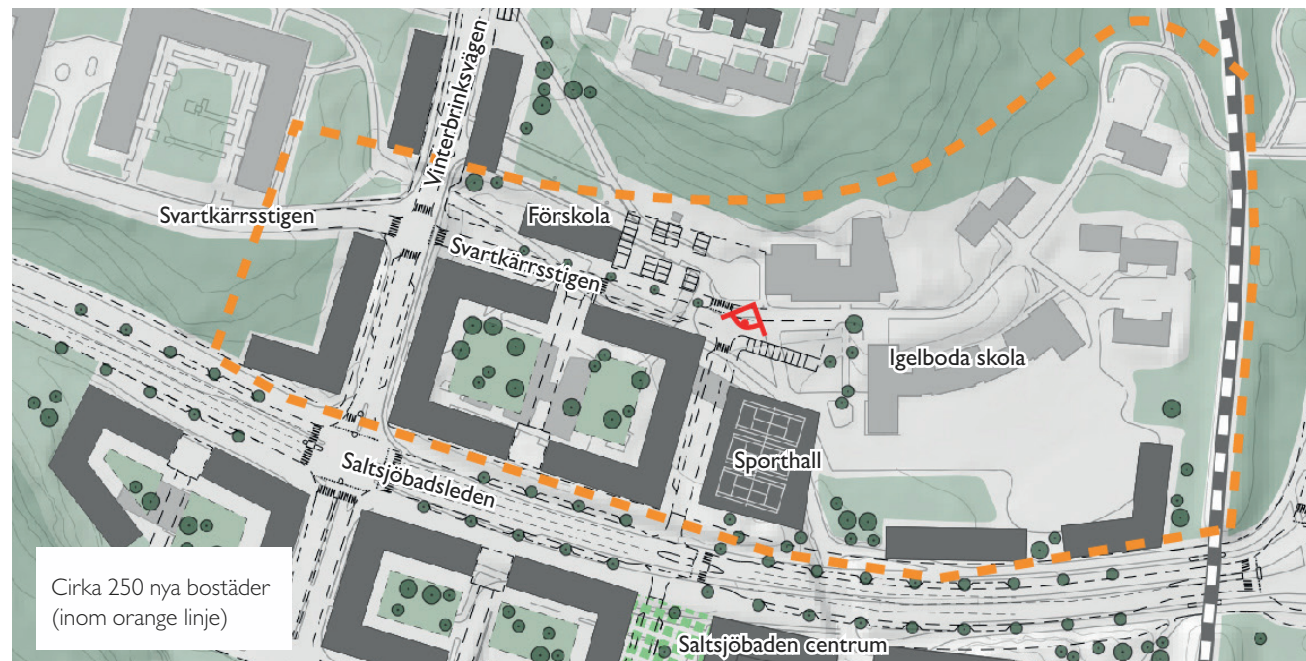 Vinterbrinksvägen
Svartkärrsstigen
Förskola
Svartkärrsstigen
Igelboda skola
Sporthall
Saltsjöbadsleden
Cirka 250 nya bostäder
(inom orange linje)
Saltsjöbaden centrum